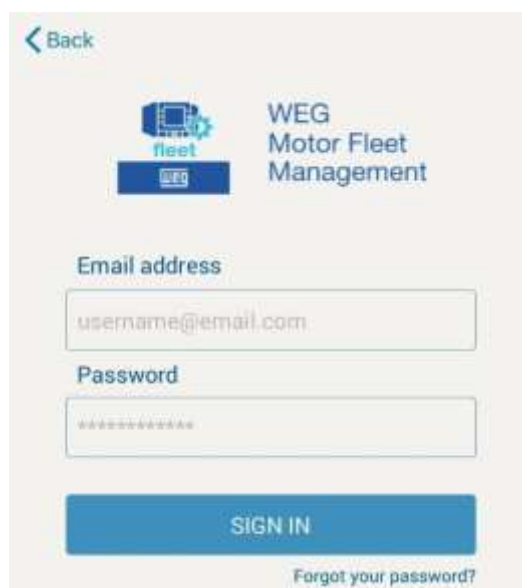 Back
WEG
Motor Fleet
Management
fleet
WEG
Email address
username@email.com
Password
************
SIGN IN
Forgot your password?